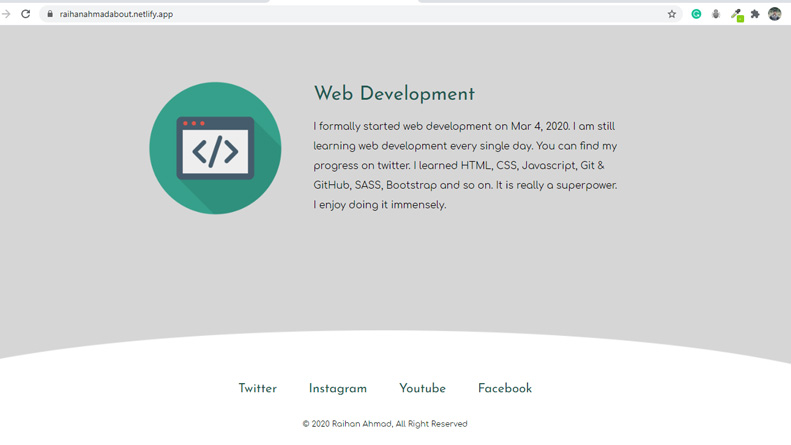 raihanahmadabout.netlify.app
Web Development
I formally started web development on Mar 4, 2020. I am still
learning web development every single day. You can find my
progress on twitter. I learned HTML, CSS, Javascript, Git &
GitHub, SASS, Bootstrap and so on. It is really a superpower.
I enjoy doing it immensely.
Twitter Instagram Youtube Facebook
© 2020 Raihan Ahmad, All Right Reserved